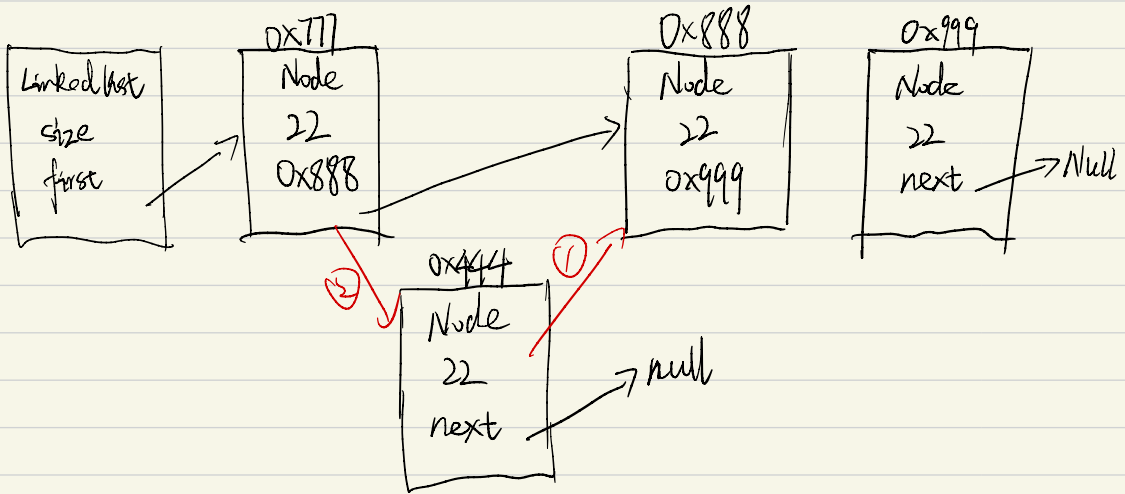 Linkedlist
size
first
0x777
Node
22
0x888
0x888
Node
22
0x999
0x999
Node
22
next
Null
②
①
0x444
Node
22
next
null